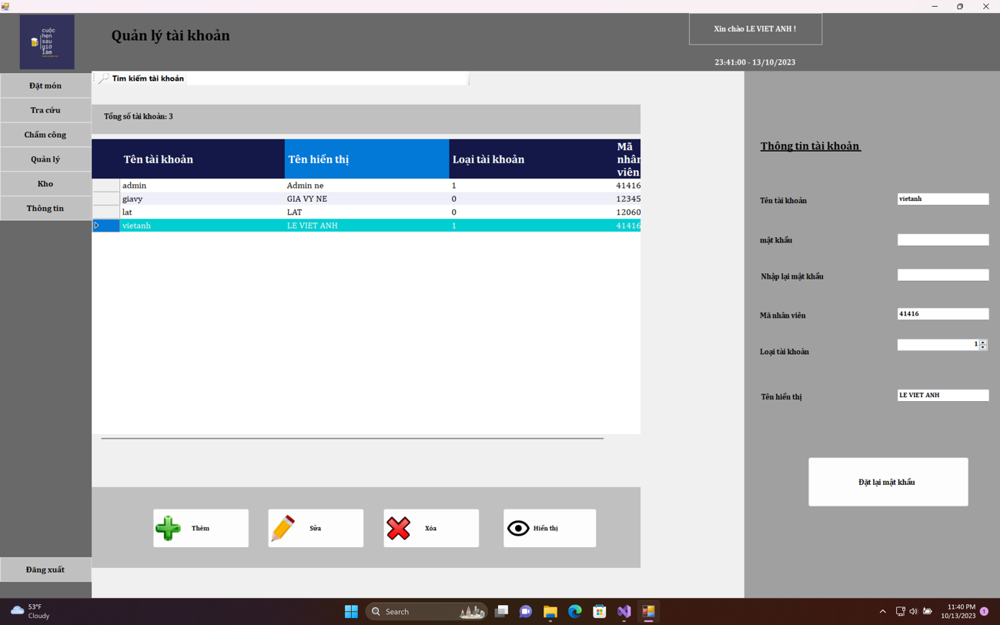 cuộc
hẹn
sau
giờ
làm
Quản lý tài khoản
Xin chào LE VIET ANH !
23:41:00 - 13/10/2023
Đặt món
Tra cứu
Chấm công
Quản lý
Kho
Thông tin
Đăng xuất
Tìm kiếm tài khoản
Tổng số tài khoản: 3
Tên tài khoản Tên hiển thị Loại tài khoản Mã nhân viên
admin Admin ne 1 41416
giavy GIA VY NE 0 12345
lat LAT 0 12060
vietanh LE VIET ANH 1 41416
Thêm
Sửa
Xóa
Hiển thị
Thông tin tài khoản
Tên tài khoản vietanh
mật khẩu
Nhập lại mật khẩu
Mã nhân viên 41416
Loại tài khoản 1
Tên hiển thị LE VIET ANH
Đặt lại mật khẩu
53°F
Cloudy
Search
11:40 PM
10/13/2023
1